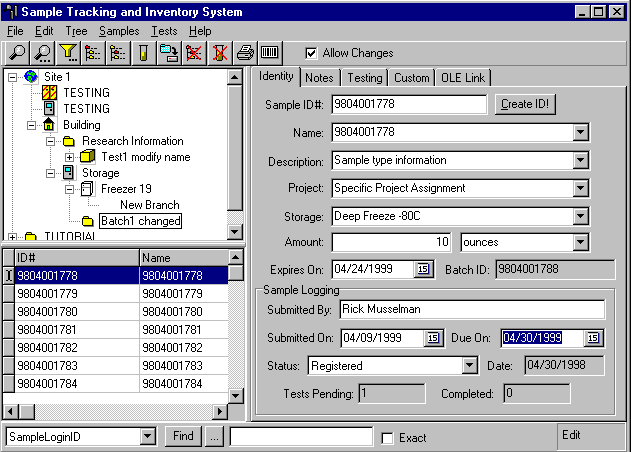 Sample Tracking and Inventory System
File Edit Tree Samples Tests Help
Allow Changes
Site 1
TESTING
TESTING
Building
Research Information
Test1 modify name
Storage
Freezer 19
New Branch
Batch1 changed
TUTORIAL
ID# Name
9804001778 9804001778
9804001779 9804001779
9804001780 9804001780
9804001781 9804001781
9804001782 9804001782
9804001783 9804001783
9804001784 9804001784
Identity Notes Testing Custom OLE Link
Sample ID#: 9804001778 Create ID!
Name: 9804001778
Description: Sample type information
Project: Specific Project Assignment
Storage: Deep Freeze -80C
Amount: 10 ounces
Expires On: 04/24/1999 15 Batch ID: 9804001788
Sample Logging
Submitted By: Rick Musselman
Submitted On: 04/09/1999 15 Due On: 04/30/1999 15
Status: Registered Date: 04/30/1998
Tests Pending: 1 Completed: 0
SampleLoginID Find ... Exact Edit